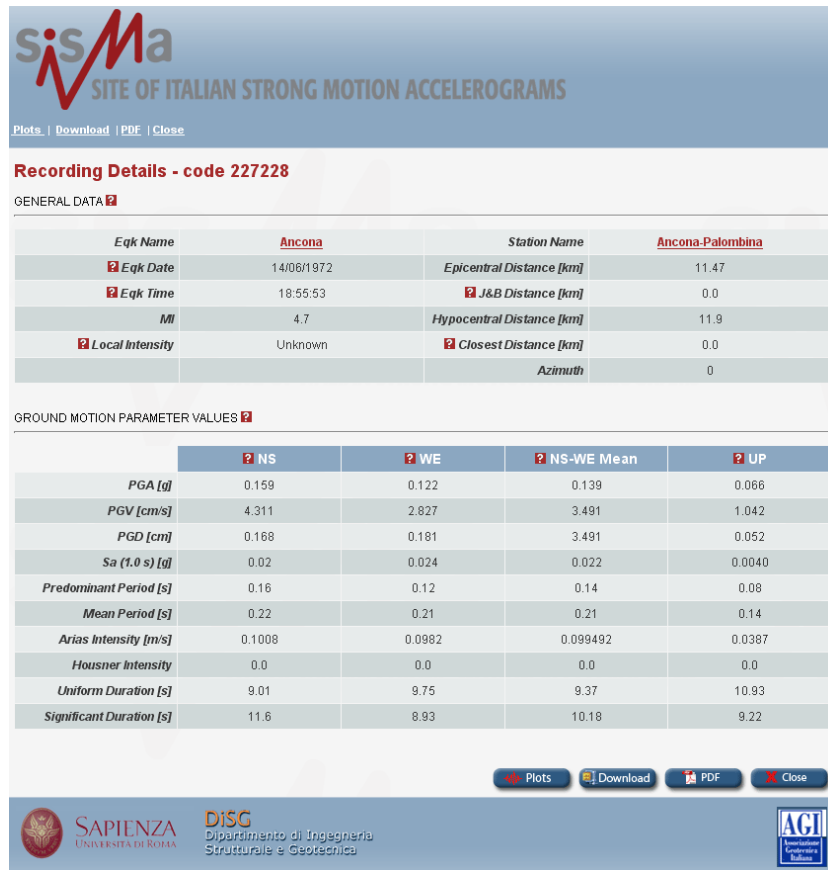 sisMa
SITE OF ITALIAN STRONG MOTION ACCELEROGRAMS
Plots | Download | PDF | Close
Recording Details - code 227228
GENERAL DATA ?
Eqk Name Ancona Station Name Ancona-Palombina
? Eqk Date 14/06/1972 Epicentral Distance [km] 11.47
? Eqk Time 18:55:53 ? J&B Distance [km] 0.0
Ml 4.7 Hypocentral Distance [km] 11.9
? Local Intensity Unknown ? Closest Distance [km] 0.0
Azimuth 0
GROUND MOTION PARAMETER VALUES ?
? NS ? WE ? NS-WE Mean ? UP
PGA [g] 0.159 0.122 0.139 0.066
PGV [cm/s] 4.311 2.827 3.491 1.042
PGD [cm] 0.168 0.181 3.491 0.052
Sa (1.0 s) [g] 0.02 0.024 0.022 0.0040
Predominant Period [s] 0.16 0.12 0.14 0.08
Mean Period [s] 0.22 0.21 0.21 0.14
Arias Intensity [m/s] 0.1008 0.0982 0.099492 0.0387
Housner Intensity 0.0 0.0 0.0 0.0
Uniform Duration [s] 9.01 9.75 9.37 10.93
Significant Duration [s] 11.6 8.93 10.18 9.22
Plots Download PDF Close
SAPIENZA
UNIVERSITÀ DI ROMA
DiSG
Dipartimento di Ingegneria
Strutturale e Geotecnica
AGI
Associazione
Geotecnica
Italiana